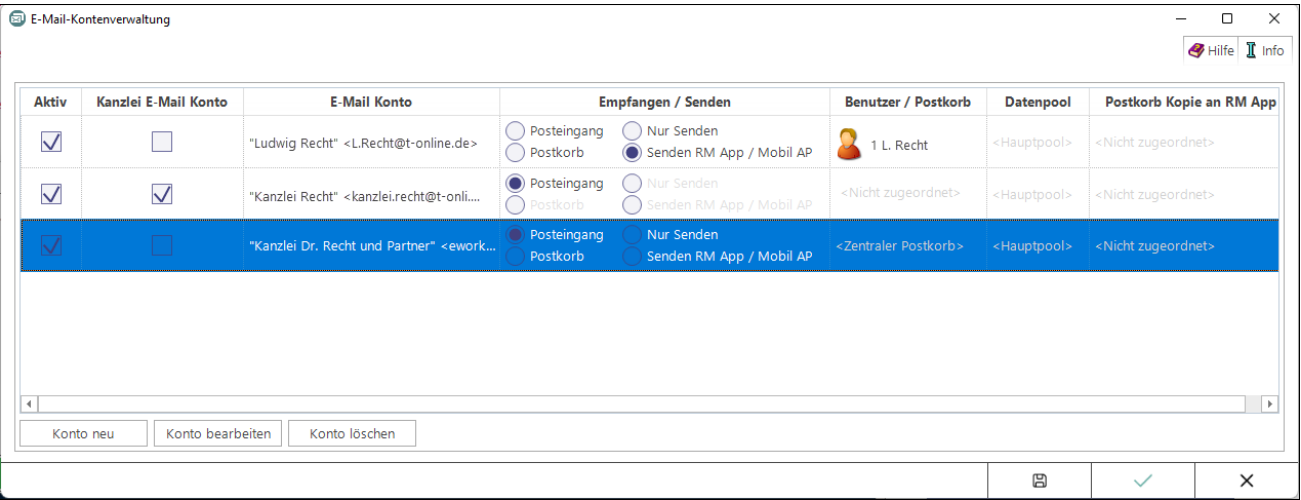 E-Mail-Kontenverwaltung
Hilfe Info
Aktiv Kanzlei E-Mail Konto E-Mail Konto Empfangen / Senden Benutzer / Postkorb Datenpool Postkorb Kopie an RM App
"Ludwig Recht" <L.Recht@t-online.de> Posteingang Nur Senden 1 L. Recht <Hauptpool> <Nicht zugeordnet>
Postkorb Senden RM App / Mobil AP
"Kanzlei Recht" <kanzlei.recht@t-onli.... Posteingang Nur Senden <Nicht zugeordnet> <Hauptpool> <Nicht zugeordnet>
Postkorb Senden RM App / Mobil AP
"Kanzlei Dr. Recht und Partner" <ework... Posteingang Nur Senden <Zentraler Postkorb> <Hauptpool> <Nicht zugeordnet>
Postkorb Senden RM App / Mobil AP
Konto neu Konto bearbeiten Konto löschen